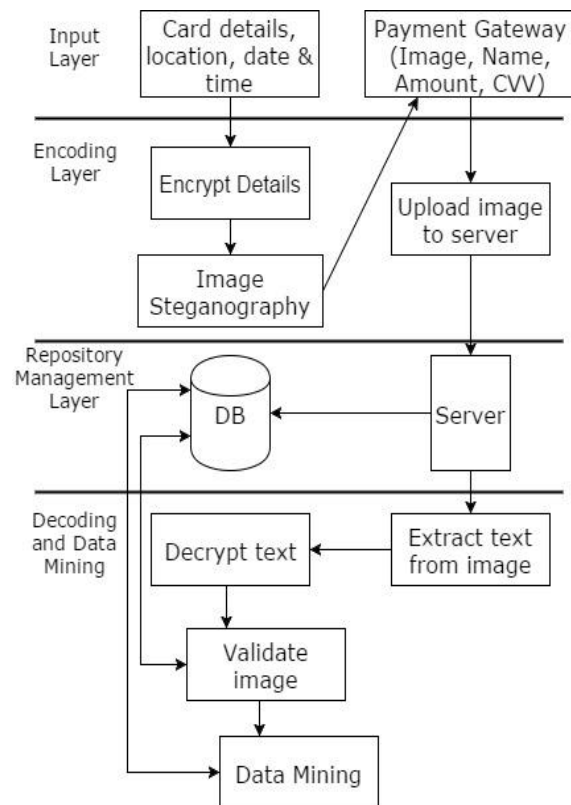 Input
Layer
Card details,
location, date &
time
Payment Gateway
(Image, Name,
Amount, CVV)
Encoding
Layer
Encrypt Details
Upload image
to server
Image
Steganography
Repository
Management
Layer
DB
Server
Decoding
and Data
Mining
Decrypt text
Extract text
from image
Validate
image
Data Mining